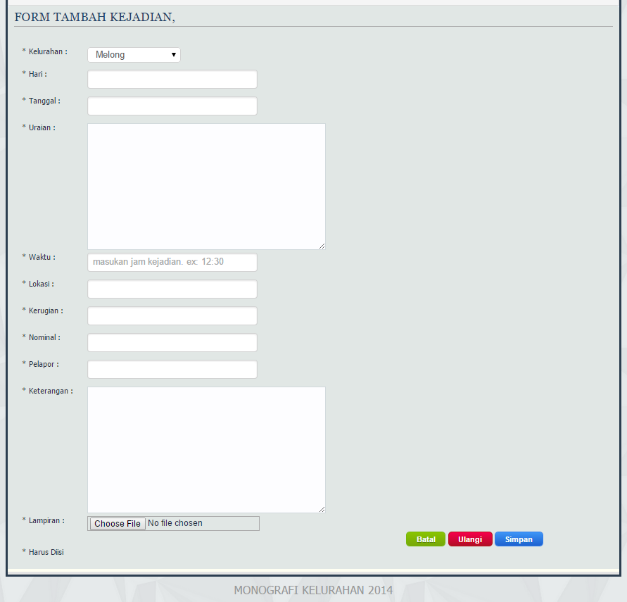 FORM TAMBAH KEJADIAN,
* Kelurahan : Melong
* Hari :
* Tanggal :
* Uraian :
* Waktu : masukan jam kejadian. ex: 12:30
* Lokasi :
* Kerugian :
* Nominal :
* Pelapor :
* Keterangan :
* Lampiran : Choose File No file chosen
Batal Ulangi Simpan
* Harus Diisi
MONOGRAFI KELURAHAN 2014